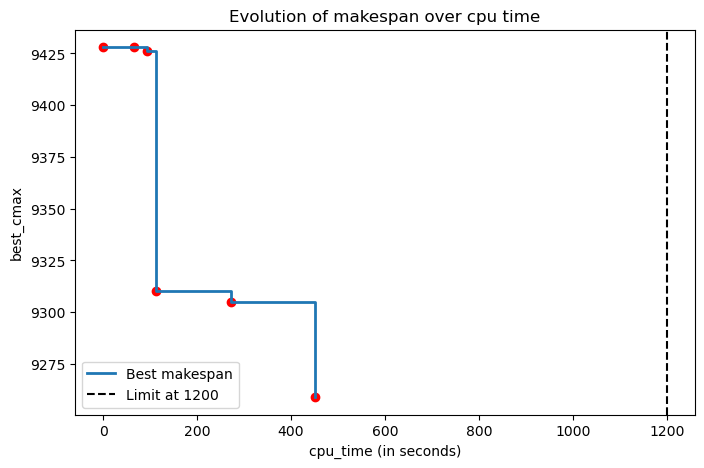 Evolution of makespan over cpu time
best_cmax
9425
9400
9375
9350
9325
9300
9275
Best makespan
Limit at 1200
0
200
400
600
800
1000
1200
cpu_time (in seconds)